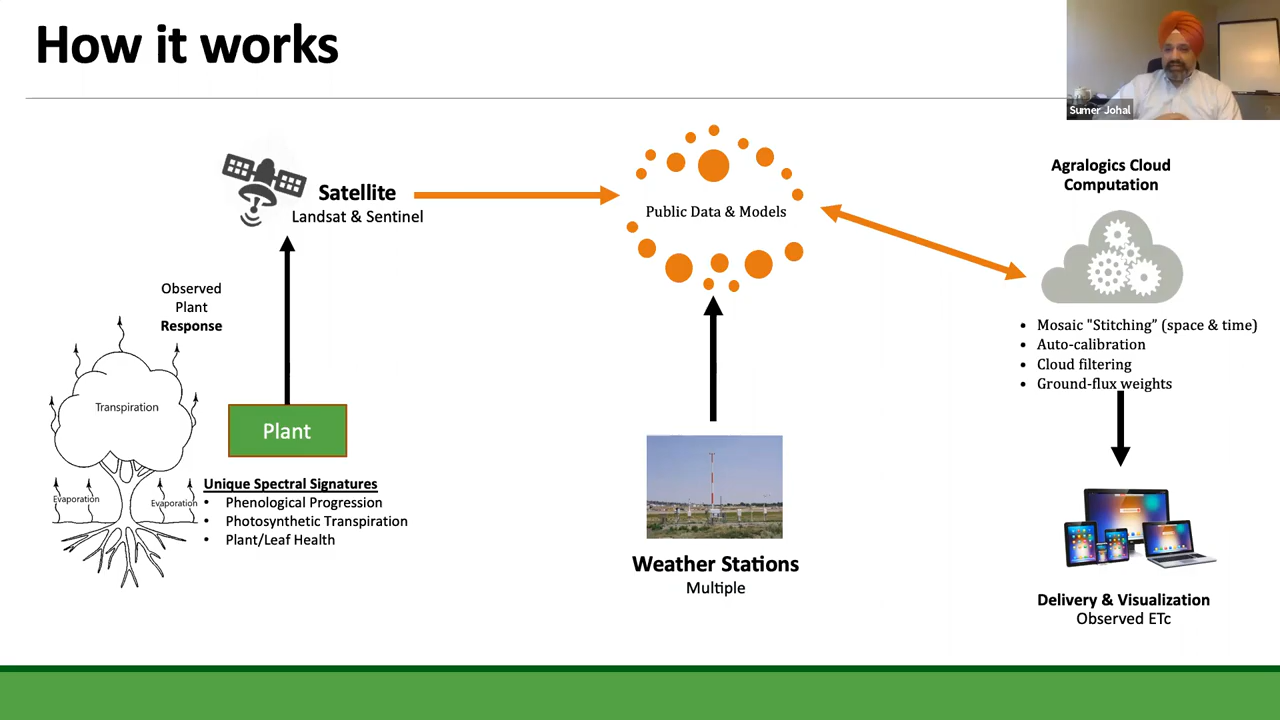 How it works
Sumer Johal
Satellite
Landsat & Sentinel
Public Data & Models
Agralogics Cloud
Computation
Observed
Plant
Response
Transpiration
Evaporation
Evaporation
Plant
Unique Spectral Signatures
• Phenological Progression
• Photosynthetic Transpiration
• Plant/Leaf Health
Weather Stations
Multiple
• Mosaic "Stitching” (space & time)
• Auto-calibration
• Cloud filtering
• Ground-flux weights
Delivery & Visualization
Observed ETc